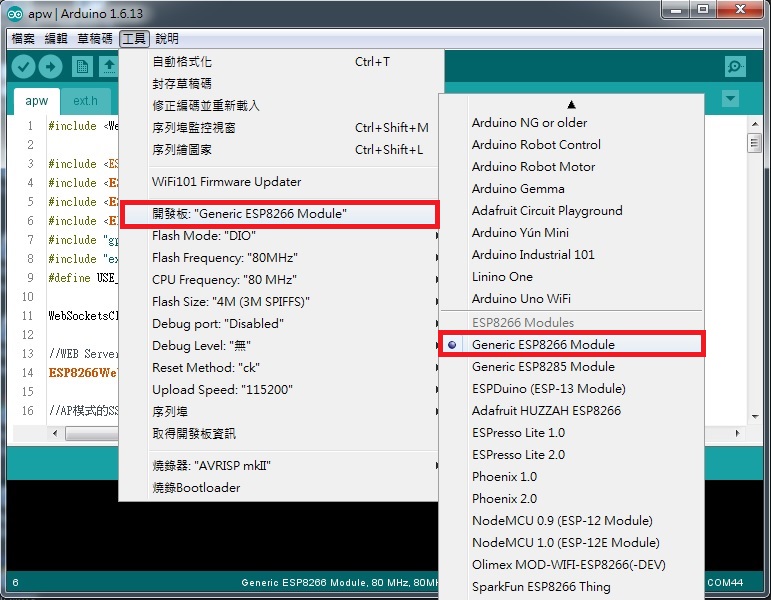 apw | Arduino 1.6.13
檔案 編輯 草稿碼 工具 說明
apw ext.h
1 #include <We
2
3 #include <ES
4 #include <E
5 #include <Es
6 #include <E
7 #include "gp
8 #include "ex
9 #define USE_
10
11 WebSocketsCl
12
13 //WEB Server
14 ESP8266Web
15
16 //AP模式的SS
自動格式化 Ctrl+T
封存草稿碼
修正編碼並重新載入
序列埠監控視窗 Ctrl+Shift+M
序列繪圖家 Ctrl+Shift+L
WiFi101 Firmware Updater
開發板: "Generic ESP8266 Module"
Flash Mode: "DIO"
Flash Frequency: "80MHz"
CPU Frequency: "80 MHz"
Flash Size: "4M (3M SPIFFS)"
Debug port: "Disabled"
Debug Level: "無"
Reset Method: "ck"
Upload Speed: "115200"
序列埠
取得開發板資訊
燒錄器: "AVRISP mkII"
燒錄Bootloader
Arduino NG or older
Arduino Robot Control
Arduino Robot Motor
Arduino Gemma
Adafruit Circuit Playground
Arduino Yún Mini
Arduino Industrial 101
Linino One
Arduino Uno WiFi
ESP8266 Modules
Generic ESP8266 Module
Generic ESP8285 Module
ESPDuino (ESP-13 Module)
Adafruit HUZZAH ESP8266
ESPresso Lite 1.0
ESPresso Lite 2.0
Phoenix 1.0
Phoenix 2.0
NodeMCU 0.9 (ESP-12 Module)
NodeMCU 1.0 (ESP-12E Module)
Olimex MOD-WIFI-ESP8266(-DEV)
SparkFun ESP8266 Thing
6 Generic ESP8266 Module, 80 MHz, 80MH COM44